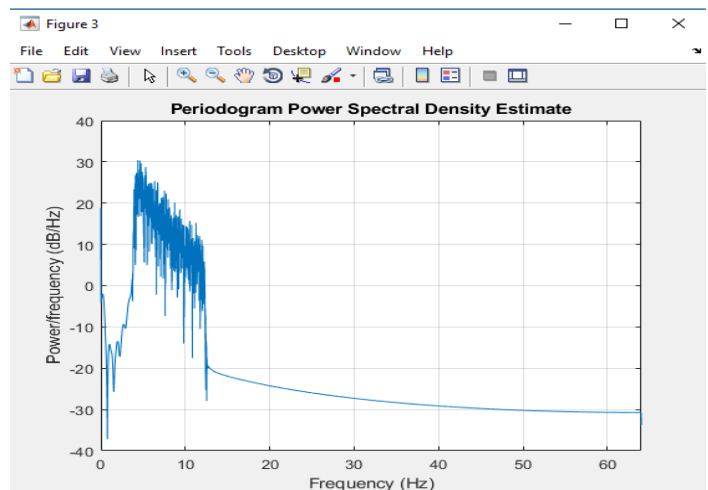 Figure 3
File Edit View Insert Tools Desktop Window Help
Periodogram Power Spectral Density Estimate
40
30
20
10
0
-10
-20
-30
-40
Power/frequency (dB/Hz)
0 10 20 30 40 50 60
Frequency (Hz)